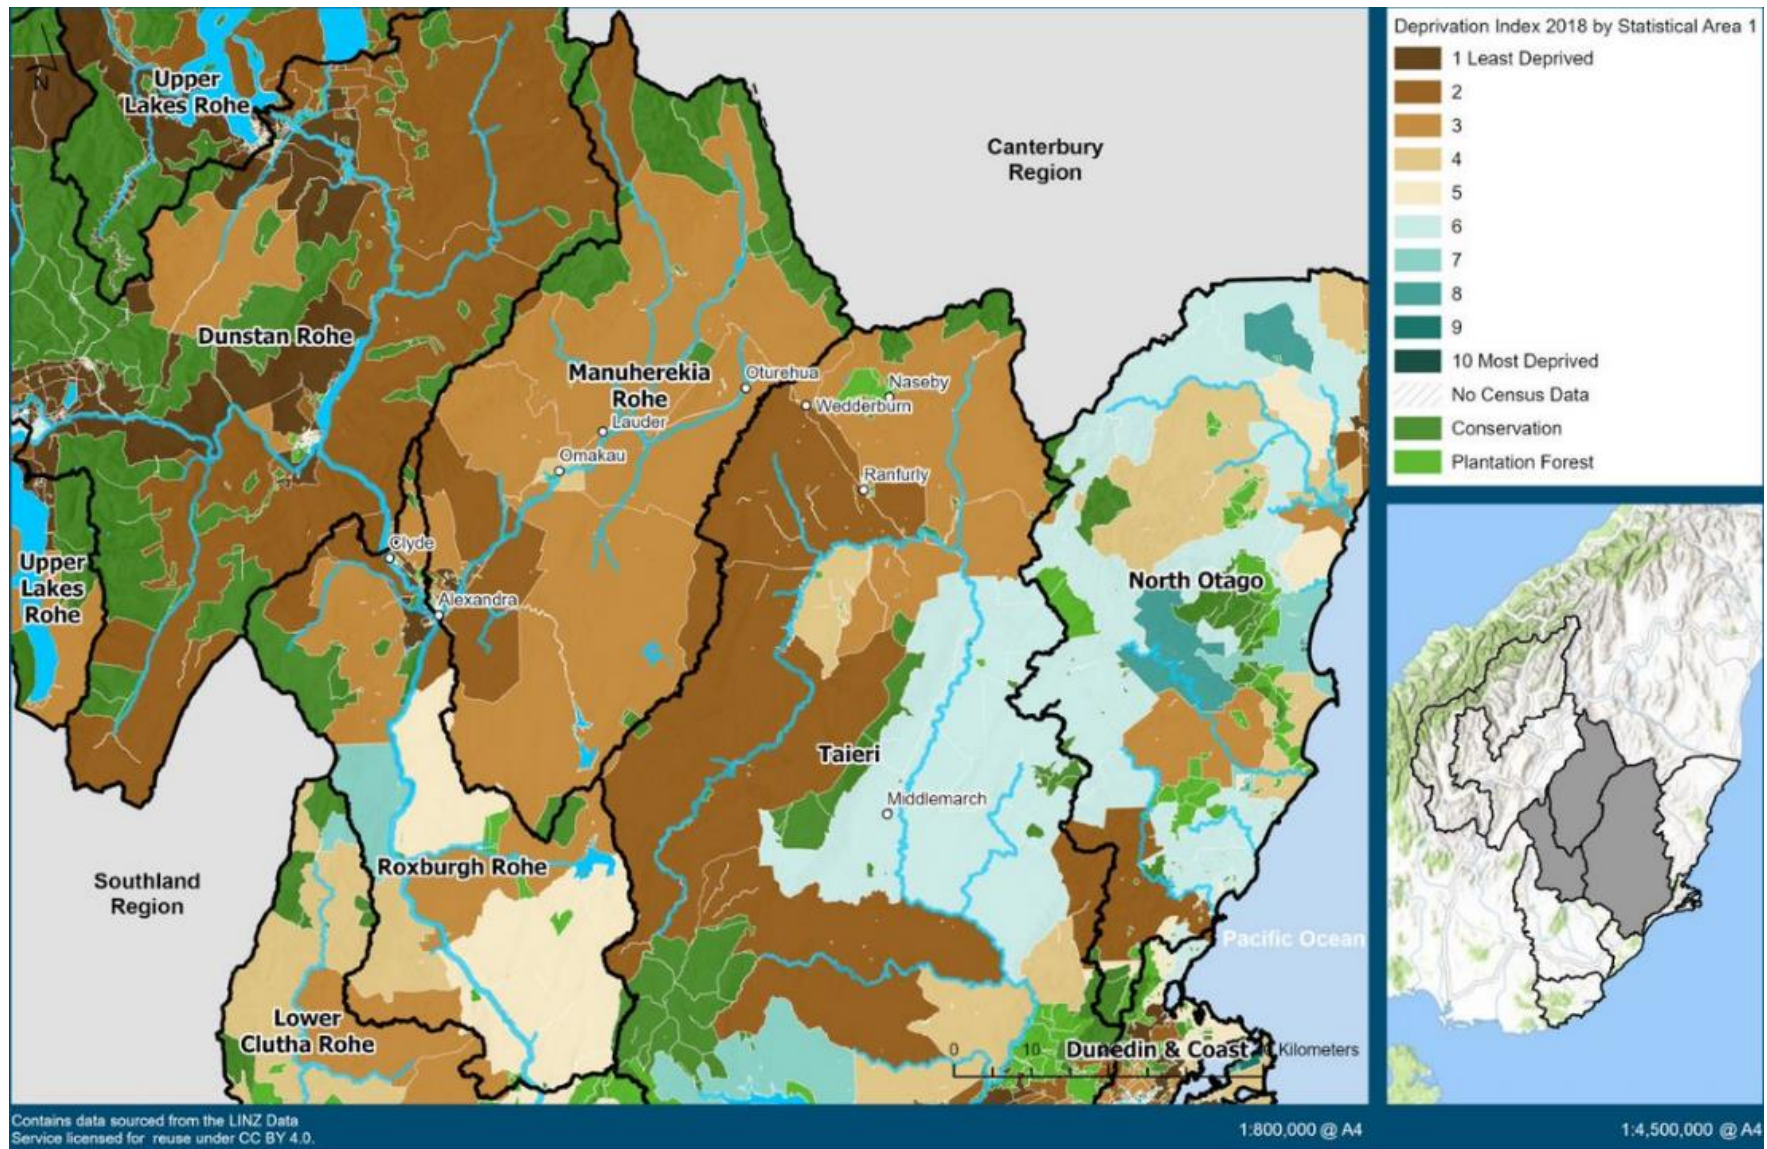 Upper
Lakes Rohe
N
Canterbury
Region
Dunstan Rohe
Manuherekia
Rohe
Oturehua
Naseby
Wedderburn
Lauder
Omakau
Ranfurly
Clyde
Alexandra
Upper
Lakes
Rohe
North Otago
Taieri
Middlemarch
Roxburgh Rohe
Southland
Region
Pacific Ocean
Lower
Clutha Rohe
Dunedin & Coast
0 10 Kilometers
Contains data sourced from the LINZ Data
Service licensed for reuse under CC BY 4.0.
1:800,000 @ A4
Deprivation Index 2018 by Statistical Area 1
1 Least Deprived
2
3
4
5
6
7
8
9
10 Most Deprived
No Census Data
Conservation
Plantation Forest
1:4,500,000 @ A4